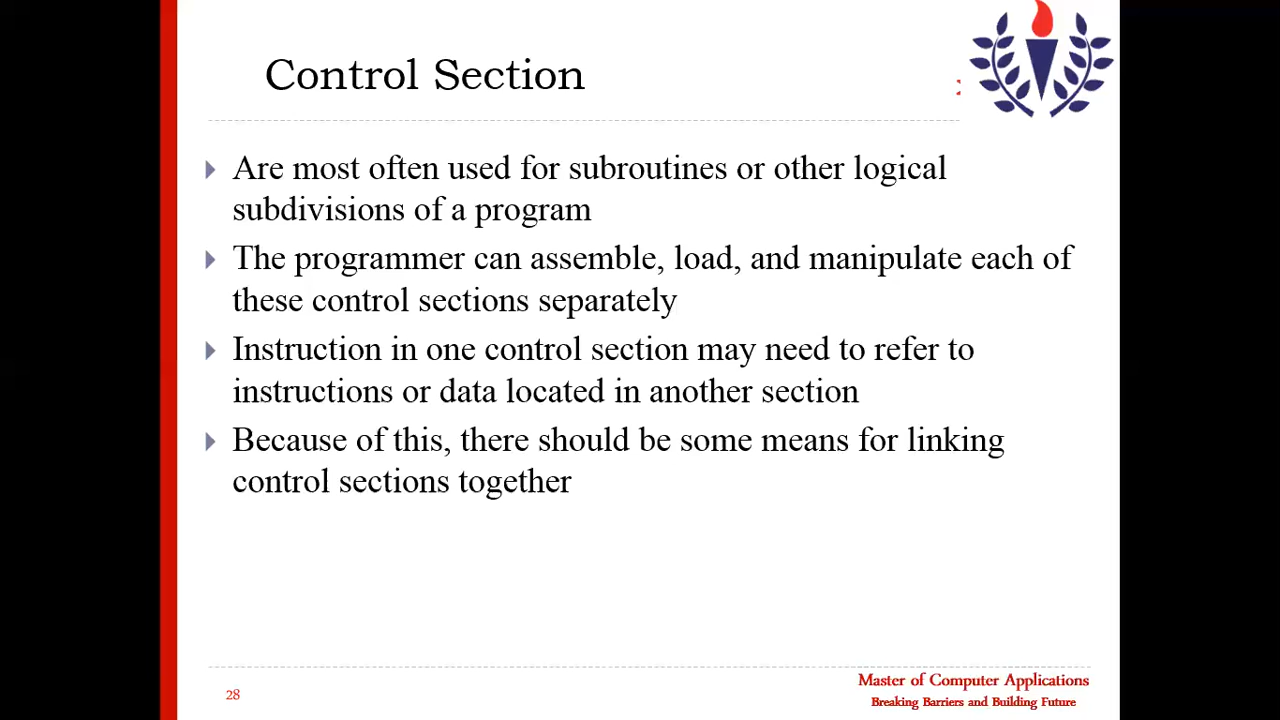 Control Section
Are most often used for subroutines or other logical
subdivisions of a program
The programmer can assemble, load, and manipulate each of
these control sections separately
Instruction in one control section may need to refer to
instructions or data located in another section
Because of this, there should be some means for linking
control sections together
28
Master of Computer Applications
Breaking Barriers and Building Future